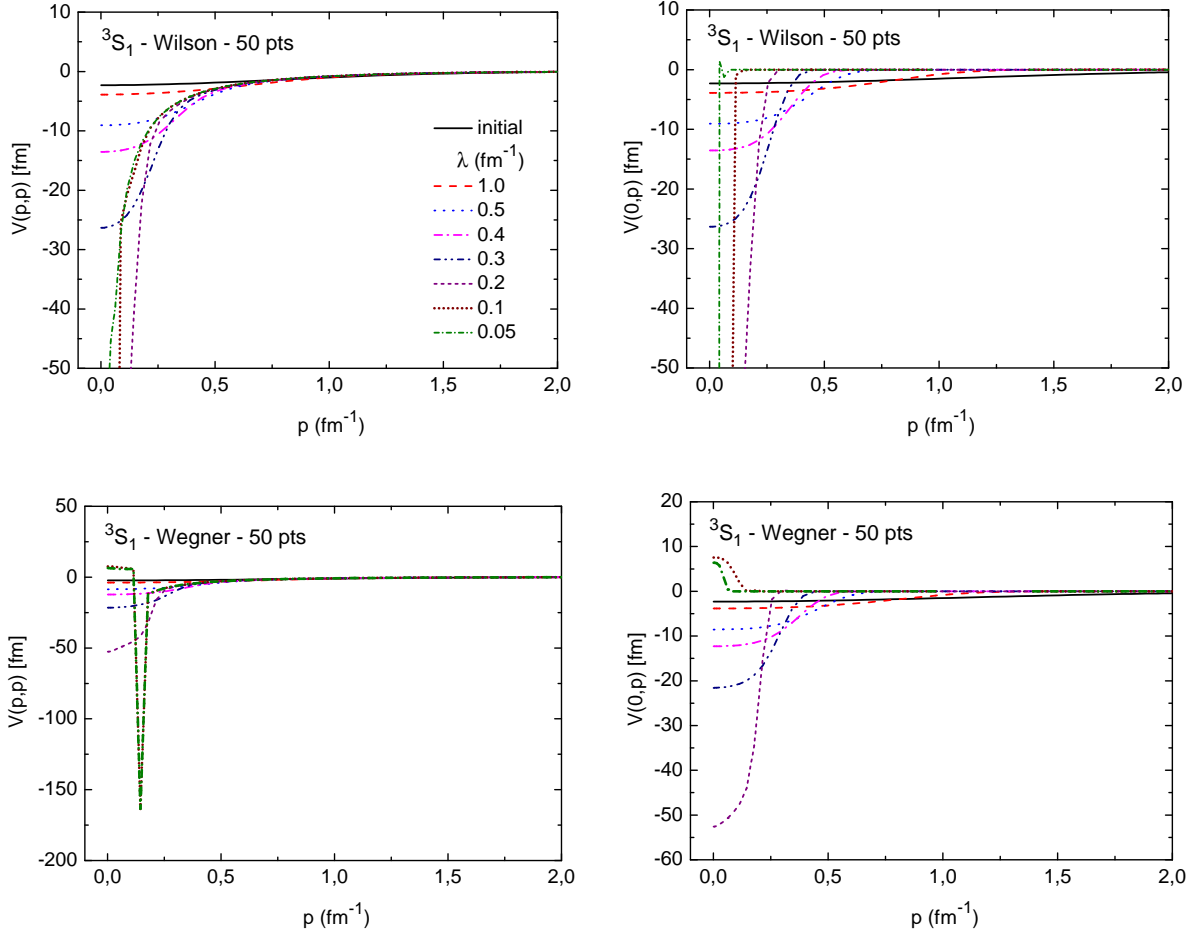 ³S₁ - Wilson - 50 pts
10
0
-10
-20
-30
-40
-50
V(p,p) [fm]
initial
λ (fm⁻¹)
1.0
0.5
0.4
0.3
0.2
0.1
0.05
0,0 0,5 1,0 1,5 2,0
p (fm⁻¹)
³S₁ - Wilson - 50 pts
10
0
-10
-20
-30
-40
-50
V(0,p) [fm]
0,0 0,5 1,0 1,5 2,0
p (fm⁻¹)
³S₁ - Wegner - 50 pts
50
0
-50
-100
-150
-200
V(p,p) [fm]
0,0 0,5 1,0 1,5 2,0
p (fm⁻¹)
³S₁ - Wegner - 50 pts
20
10
0
-10
-20
-30
-40
-50
-60
V(0,p) [fm]
0,0 0,5 1,0 1,5 2,0
p (fm⁻¹)